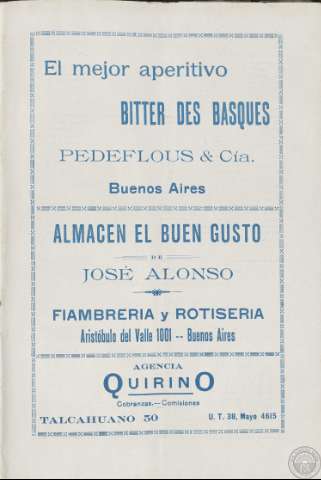 El mejor aperitivo
BITTER DES BASQUES
PEDEFLOUS & Cía.
Buenos Aires
ALMACEN EL BUEN GUSTO
DE
JOSÉ ALONSO
FIAMBRERIA y ROTISERIA
Aristóbulo del Valle 1001 -- Buenos Aires
AGENCIA
QUIRINO
Cobranzas.—Comisiones
TALCAHUANO 50
U. T. 38, Mayo 4615